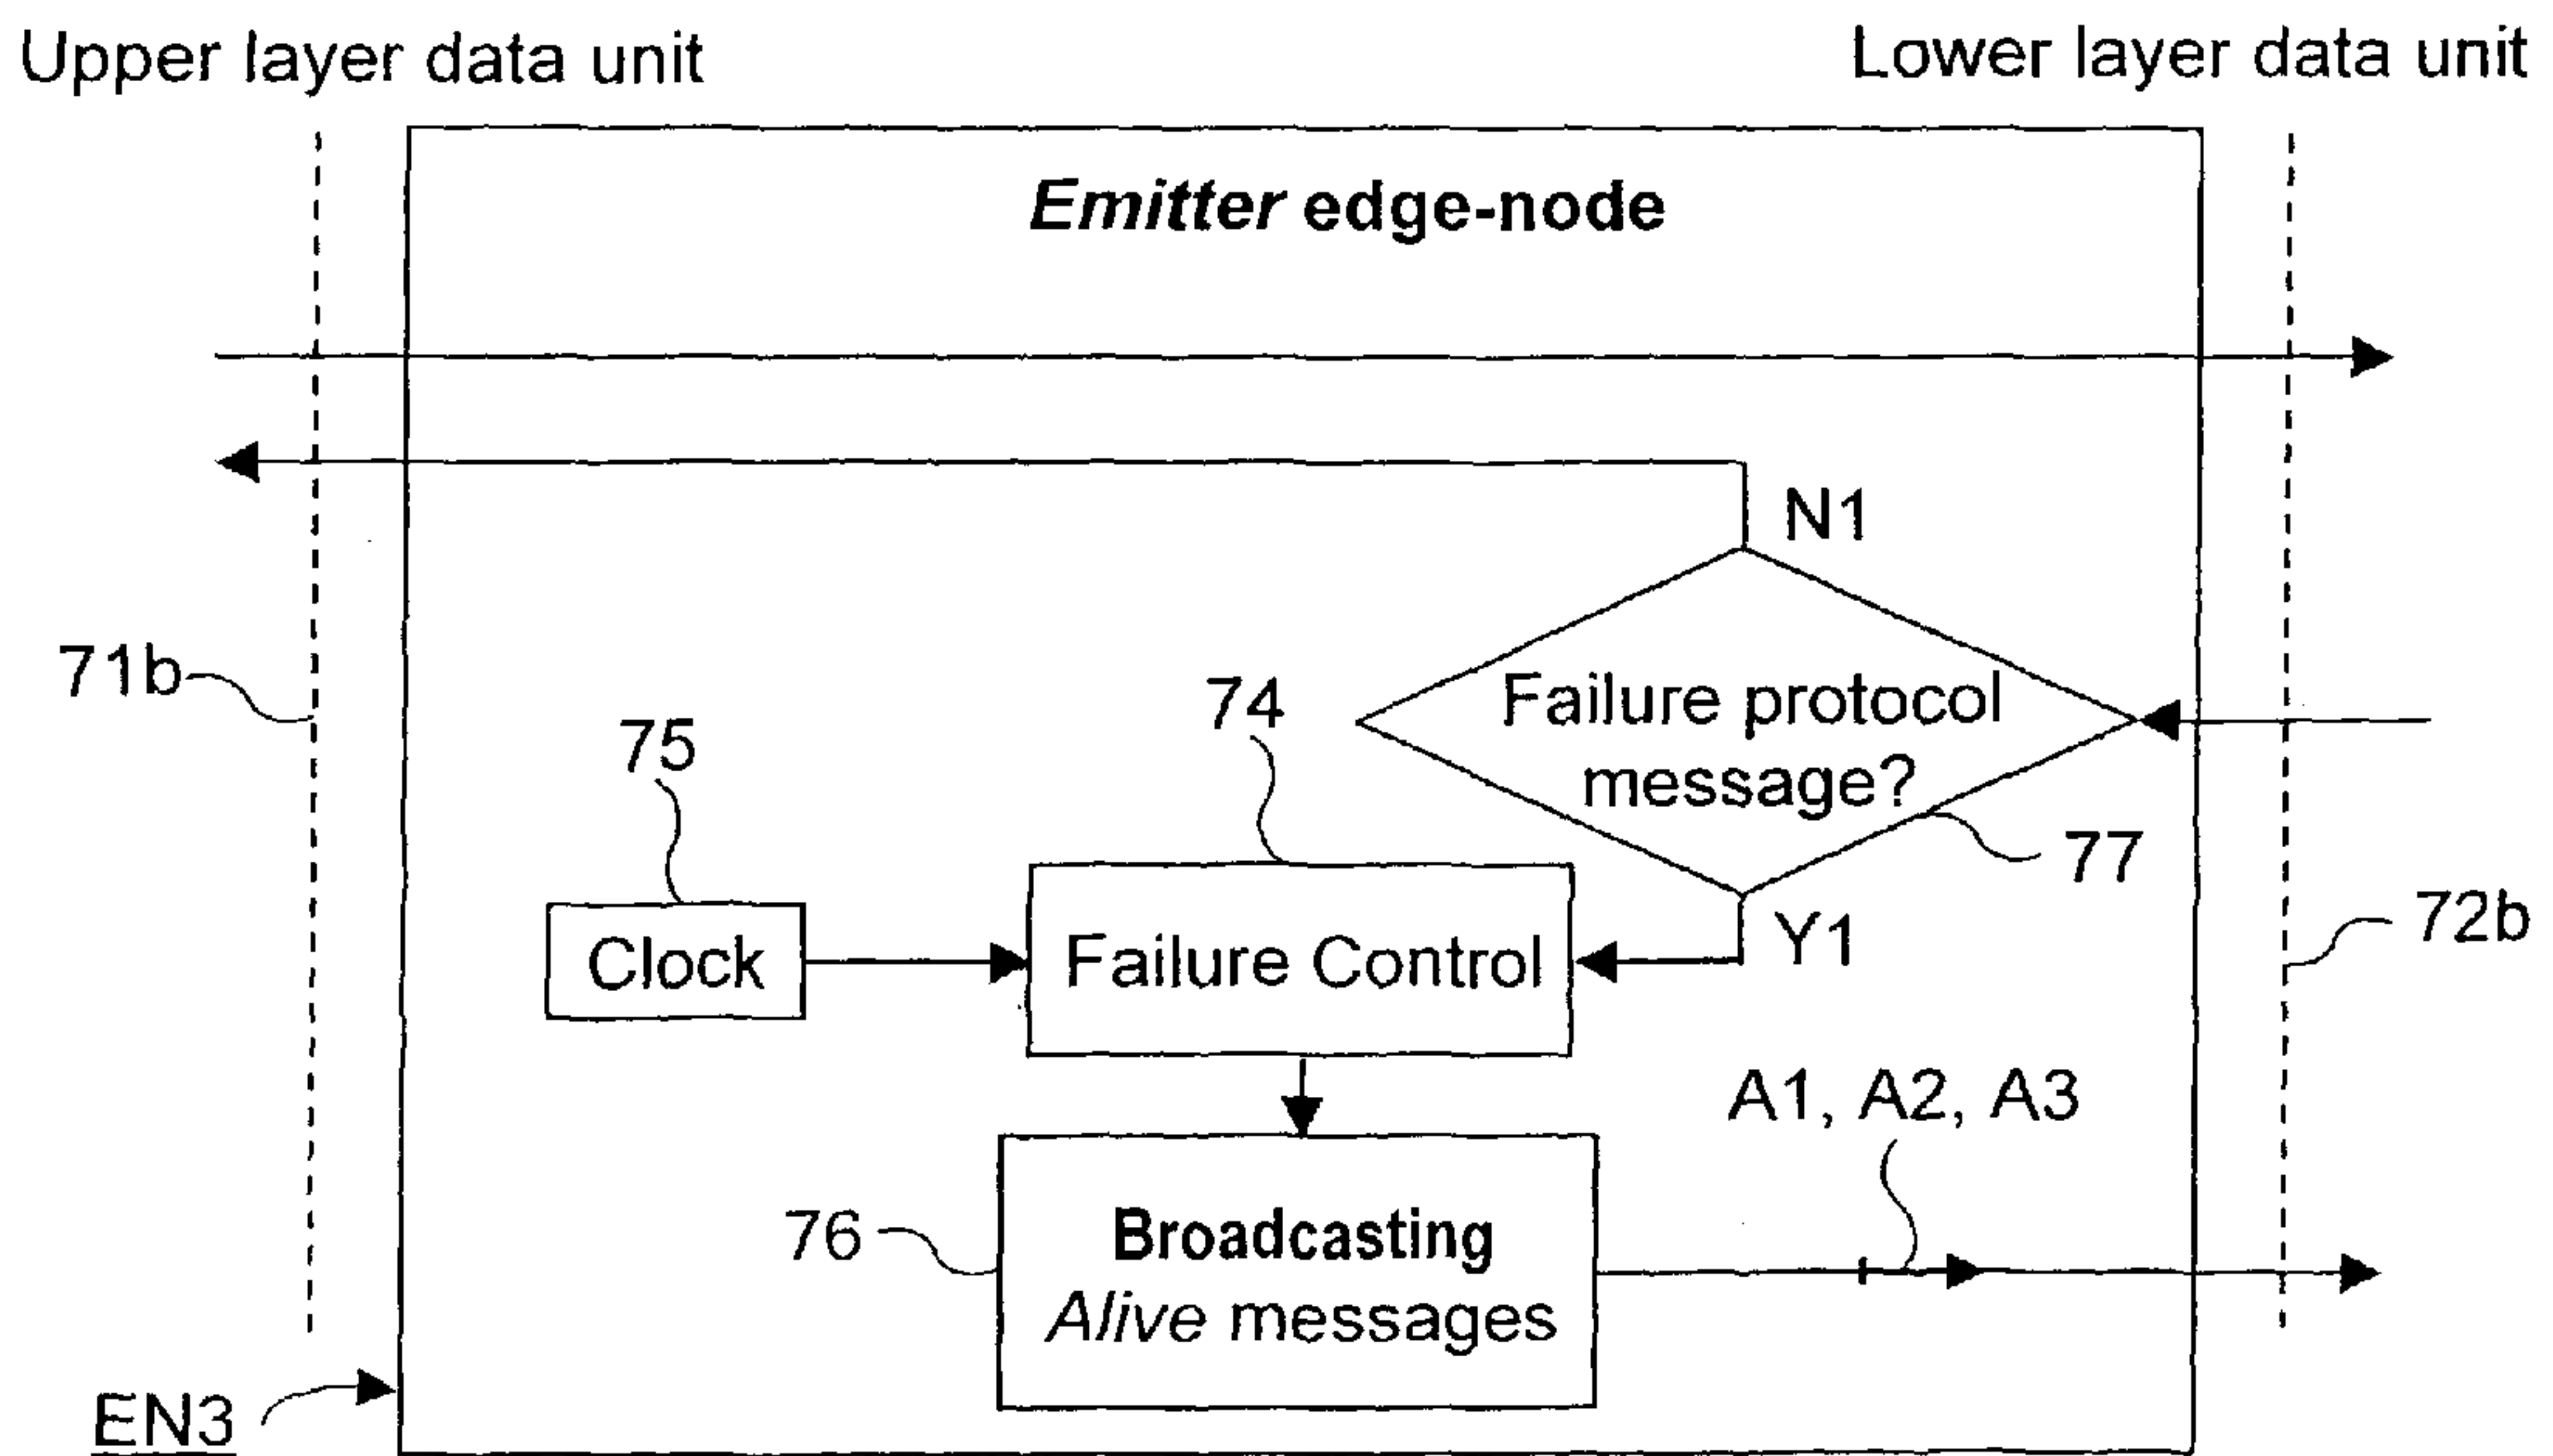 Upper layer data unit
Lower layer data unit
Emitter edge-node
N1
71b
Failure protocol
message?
74
75
77
72b
Y1
Clock
Failure Control
A1, A2, A3
76
Broadcasting
Alive messages
EN3